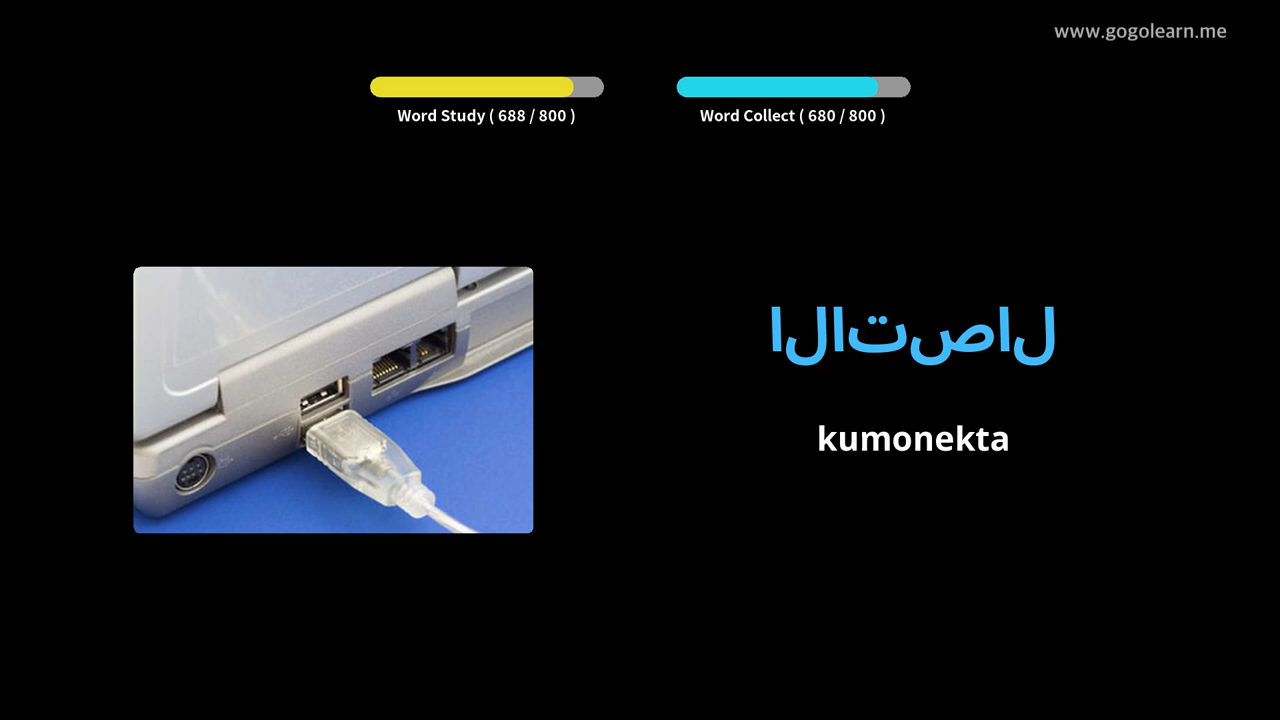 www.gogolearn.me
Word Study ( 688 / 800 )
Word Collect ( 680 / 800 )
الاتصال
kumonekta